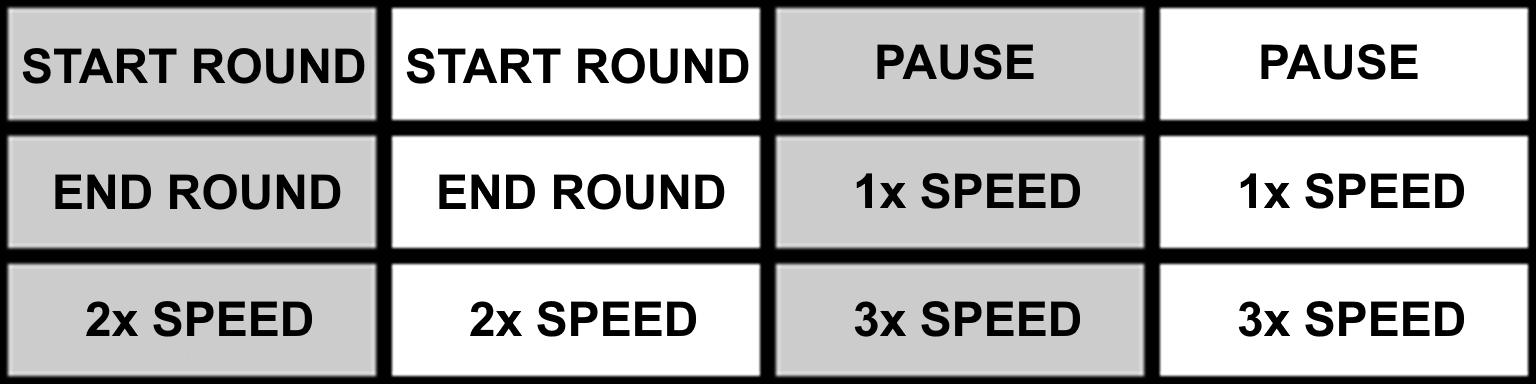 START ROUND
START ROUND
PAUSE
PAUSE
END ROUND
END ROUND
1x SPEED
1x SPEED
2x SPEED
2x SPEED
3x SPEED
3x SPEED